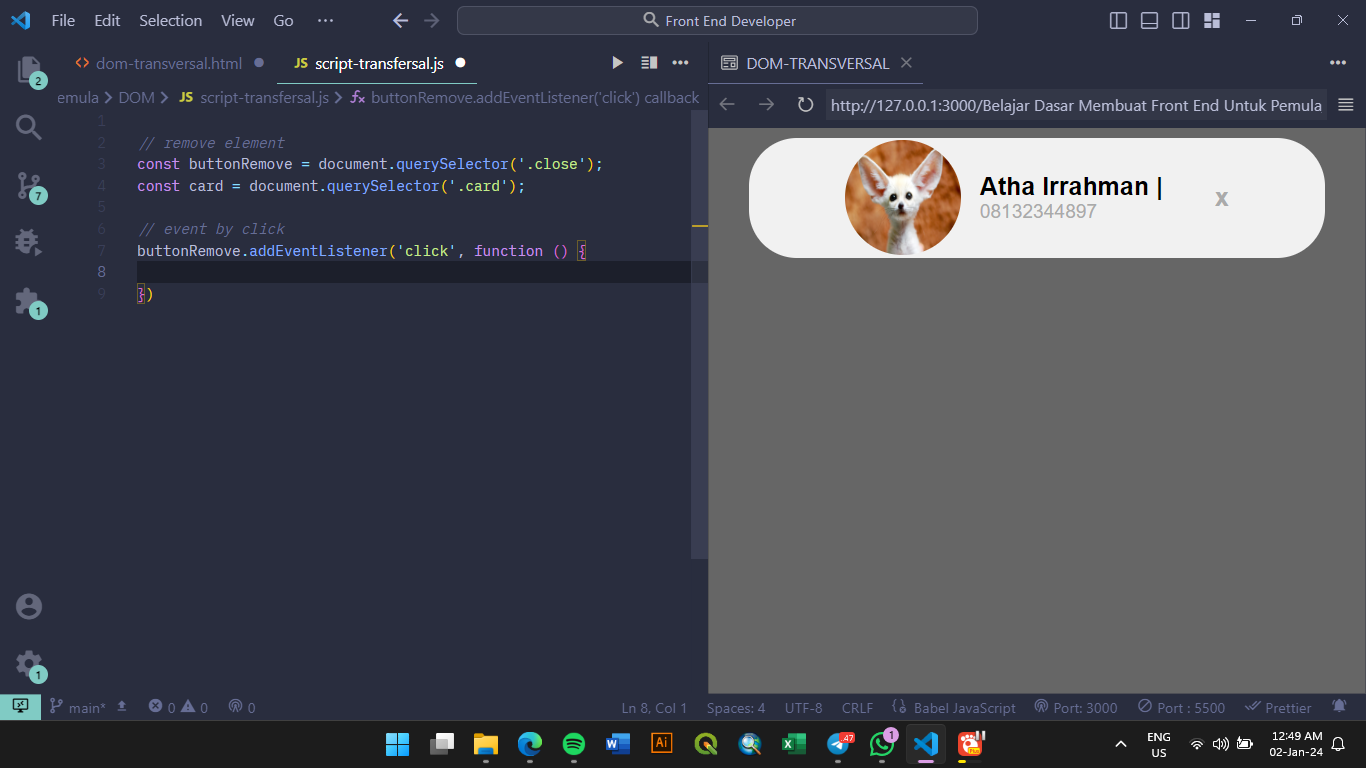 File Edit Selection View Go ··· Front End Developer
2 dom-transversal.html JS script-transfersal.js
DOM-TRANSVERSAL
emula > DOM > JS script-transfersal.js > fx buttonRemove.addEventListener('click') callback
http://127.0.0.1:3000/Belajar Dasar Membuat Front End Untuk Pemula
1
2 // remove element
3 const buttonRemove = document.querySelector('.close');
4 const card = document.querySelector('.card');
5
6 // event by click
7 buttonRemove.addEventListener('click', function () {
8
9 })
7
1
1
Atha Irrahman |
08132344897
x
main* 0 0 0 Ln 8, Col 1 Spaces: 4 UTF-8 CRLF Babel JavaScript Port: 3000 Port : 5500 Prettier
W Ai .47 1 Plus
ENG
US
12:49 AM
02-Jan-24